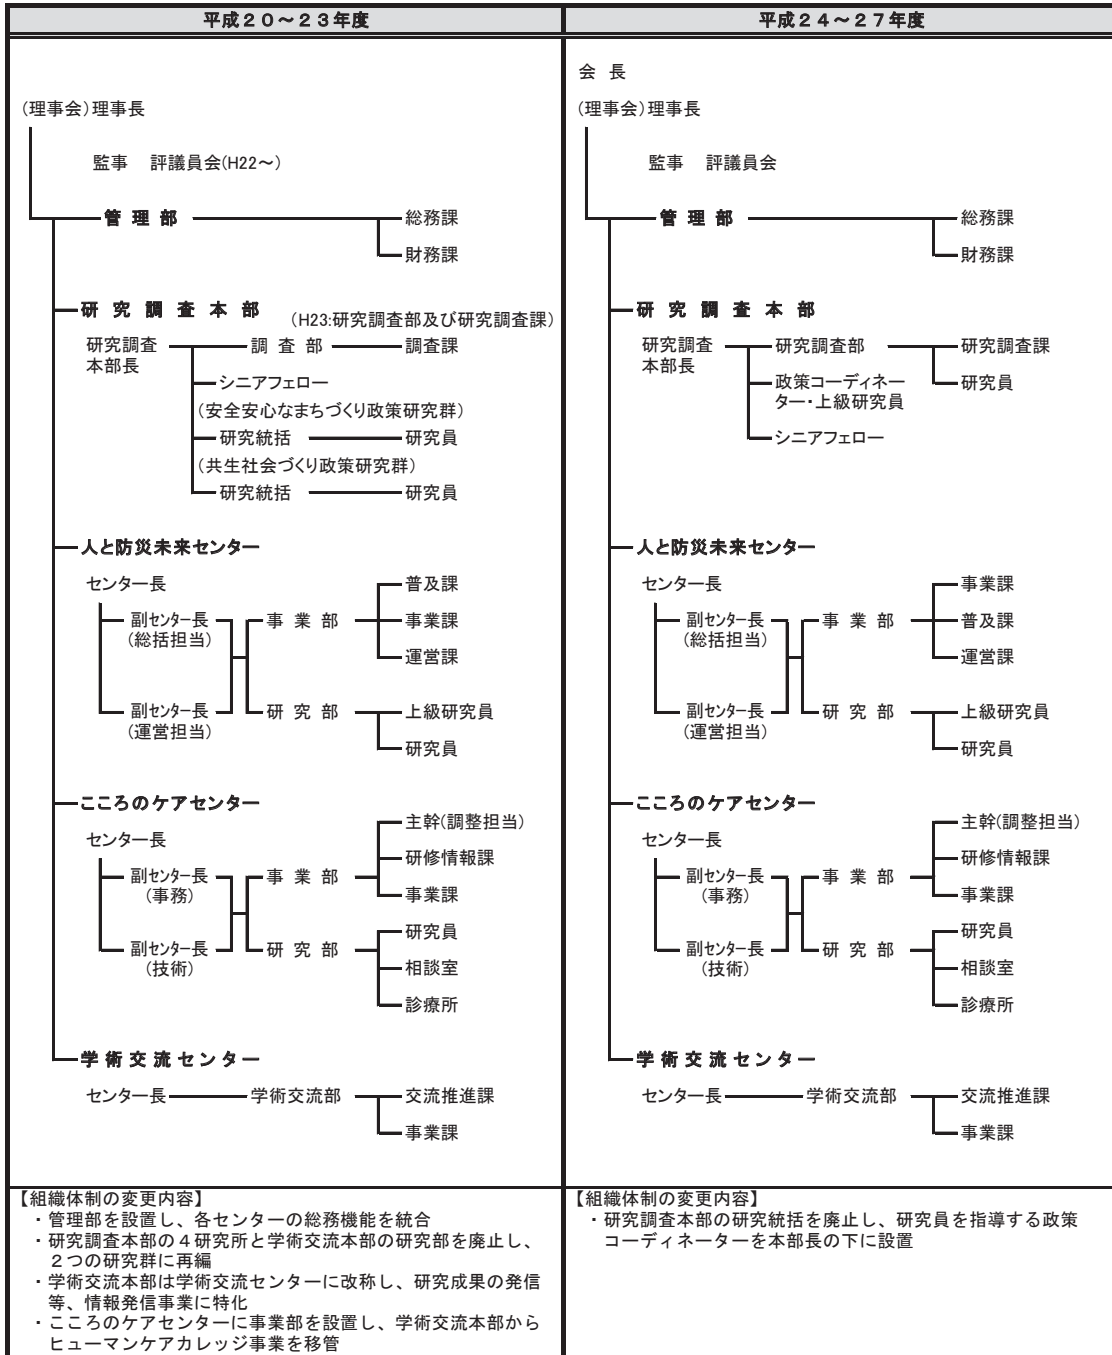 平成２０～２３年度
(理事会)理事長
監事 評議員会(H22～)
管 理 部 総務課
財務課
研 究 調 査 本 部 (H23:研究調査部及び研究調査課)
研究調査 調 査 部 調査課
本部長
シニアフェロー
(安全安心なまちづくり政策研究群)
研究統括 研究員
(共生社会づくり政策研究群)
研究統括 研究員
人と防災未来センター
センター長 普及課
副センター長 事 業 部 事業課
(総括担当)
運営課
副センター長 研 究 部 上級研究員
(運営担当)
研究員
こころのケアセンター
主幹(調整担当)
センター長
研修情報課
副センター長 事 業 部
(事務) 事業課
研究員
副センター長 研 究 部
(技術) 相談室
診療所
学 術 交 流 セ ン タ ー
センター長 学術交流部 交流推進課
事業課
【組織体制の変更内容】
・管理部を設置し、各センターの総務機能を統合
・研究調査本部の４研究所と学術交流本部の研究部を廃止し、
２つの研究群に再編
・学術交流本部は学術交流センターに改称し、研究成果の発信
等、情報発信事業に特化
・こころのケアセンターに事業部を設置し、学術交流本部から
ヒューマンケアカレッジ事業を移管
平成２４～２７年度
会 長
(理事会)理事長
監事 評議員会
管 理 部 総務課
財務課
研 究 調 査 本 部
研究調査 研究調査部 研究調査課
本部長
政策コーディネー 研究員
ター・上級研究員
シニアフェロー
人と防災未来センター
センター長 事業課
副センター長 事 業 部 普及課
(総括担当)
運営課
副センター長 研 究 部 上級研究員
(運営担当)
研究員
こころのケアセンター
主幹(調整担当)
センター長
研修情報課
副センター長 事 業 部
(事務) 事業課
研究員
副センター長 研 究 部
(技術) 相談室
診療所
学 術 交 流 セ ン タ ー
センター長 学術交流部 交流推進課
事業課
【組織体制の変更内容】
・研究調査本部の研究統括を廃止し、研究員を指導する政策
コーディネーターを本部長の下に設置